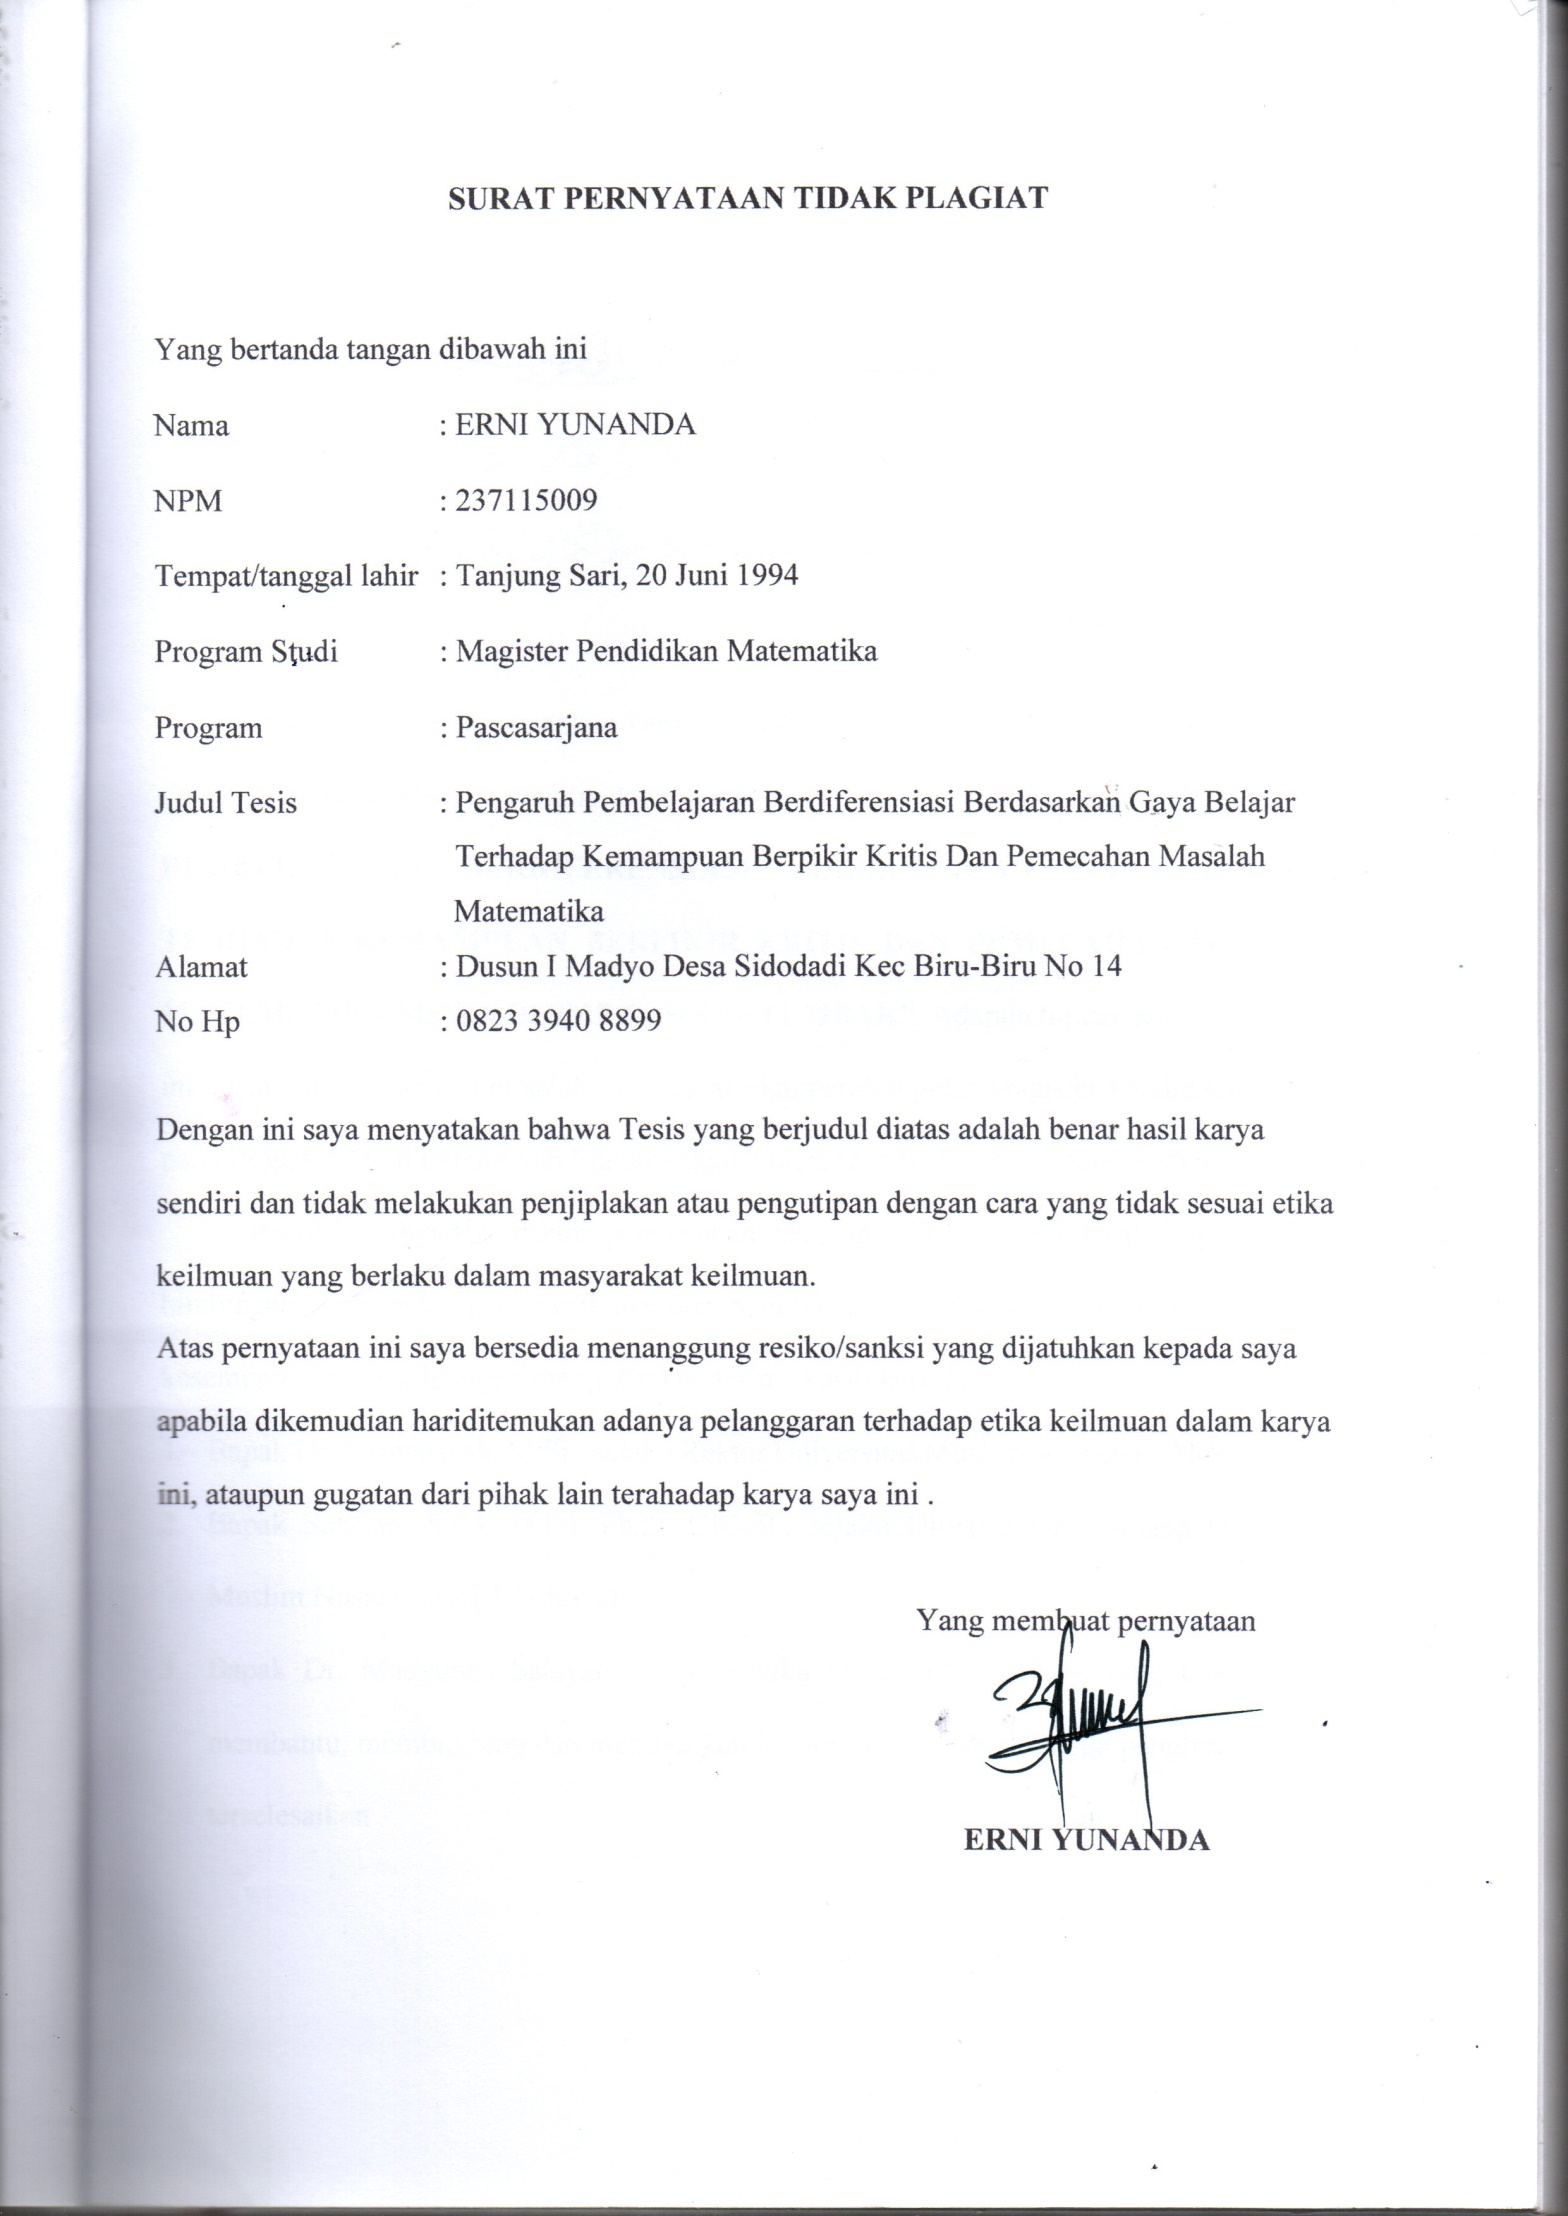 SURAT PERNYATAAN TIDAK PLAGIAT
Yang bertanda tangan dibawah ini
Nama : ERNI YUNANDA
NPM : 237115009
Tempat/tanggal lahir : Tanjung Sari, 20 Juni 1994
Program Studi : Magister Pendidikan Matematika
Program : Pascasarjana
Judul Tesis : Pengaruh Pembelajaran Berdiferensiasi Berdasarkan Gaya Belajar
Terhadap Kemampuan Berpikir Kritis Dan Pemecahan Masalah
Matematika
Alamat : Dusun I Madyo Desa Sidodadi Kec Biru-Biru No 14
No Hp : 0823 3940 8899
Dengan ini saya menyatakan bahwa Tesis yang berjudul diatas adalah benar hasil karya
sendiri dan tidak melakukan penjiplakan atau pengutipan dengan cara yang tidak sesuai etika
keilmuan yang berlaku dalam masyarakat keilmuan.
Atas pernyataan ini saya bersedia menanggung resiko/sanksi yang dijatuhkan kepada saya
apabila dikemudian hariditemukan adanya pelanggaran terhadap etika keilmuan dalam karya
ini, ataupun gugatan dari pihak lain terahadap karya saya ini .
Yang membuat pernyataan
ERNI YUNANDA